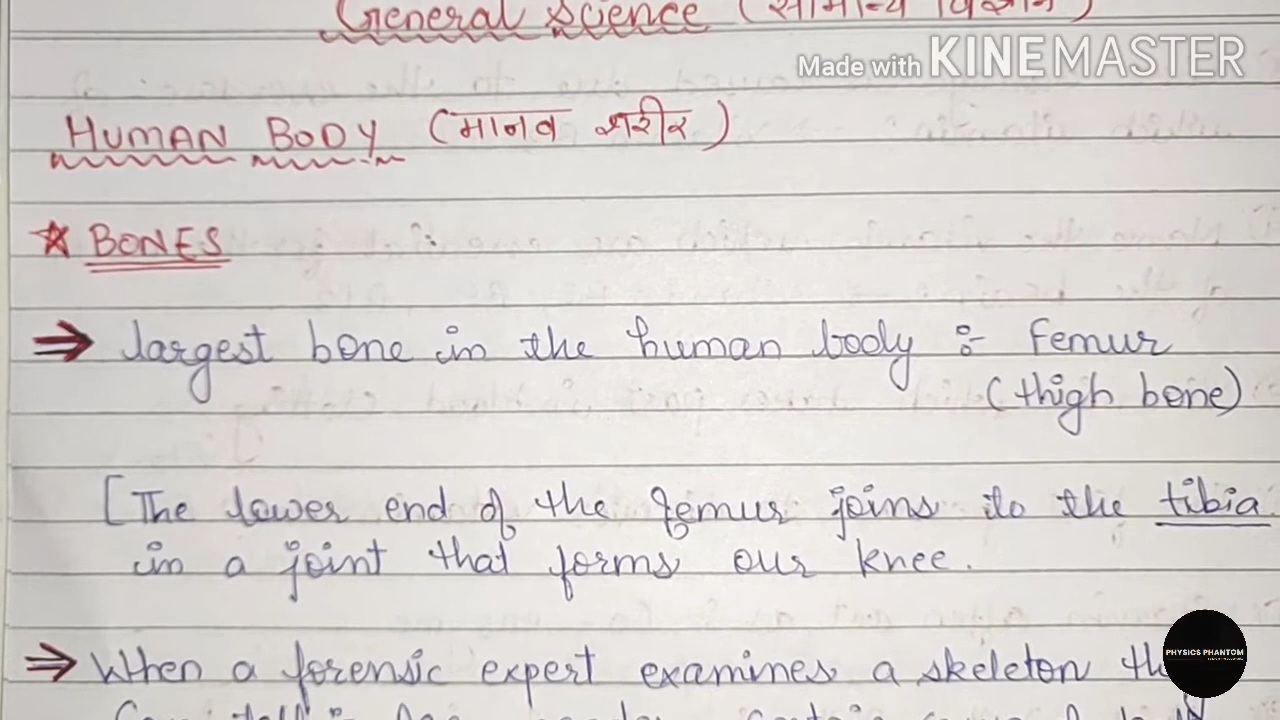 General Science (सामान्य विज्ञान)
Made with KINEMASTER
HUMAN BODY (मानव शरीर)
* BONES :
⇒ largest bone in the human body :- Femur
(thigh bone)
[The lower end of the femur joins to the tibia
in a joint that forms our knee.
⇒ When a forensic expert examines a skeleton
PHYSICS PHANTOM